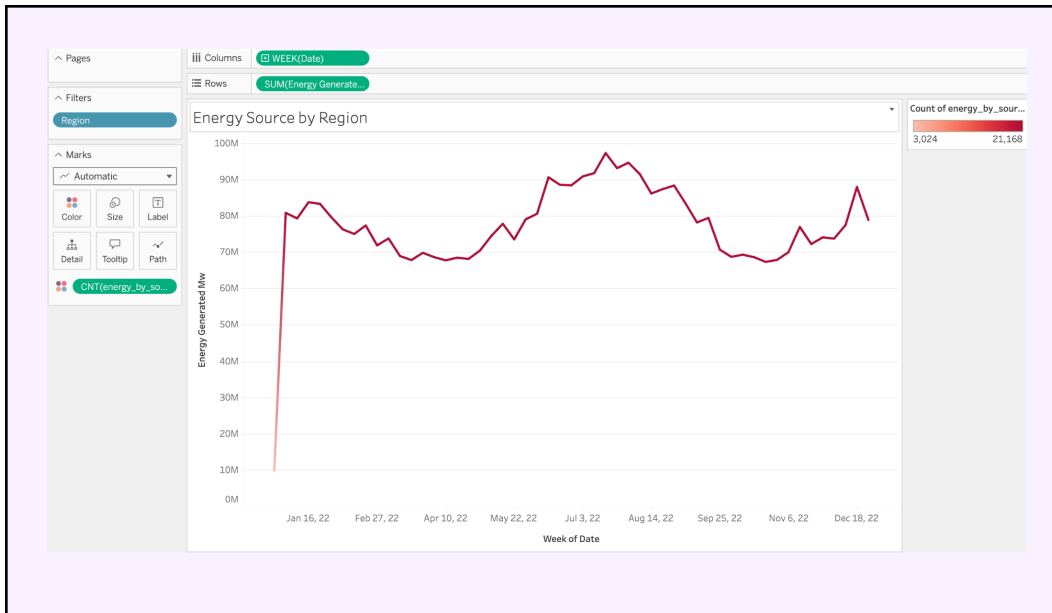 Pages
Columns
WEEK(Date)
Rows
SUM(Energy Generate...
Filters
Region
Marks
Automatic
Color
Size
Label
Detail
Tooltip
Path
CNT(energy_by_so...
Energy Source by Region
Count of energy_by_sour...
3,024 21,168
100M
90M
80M
70M
60M
50M
40M
30M
20M
10M
0M
Energy Generated Mw
Jan 16, 22
Feb 27, 22
Apr 10, 22
May 22, 22
Jul 3, 22
Aug 14, 22
Sep 25, 22
Nov 6, 22
Dec 18, 22
Week of Date